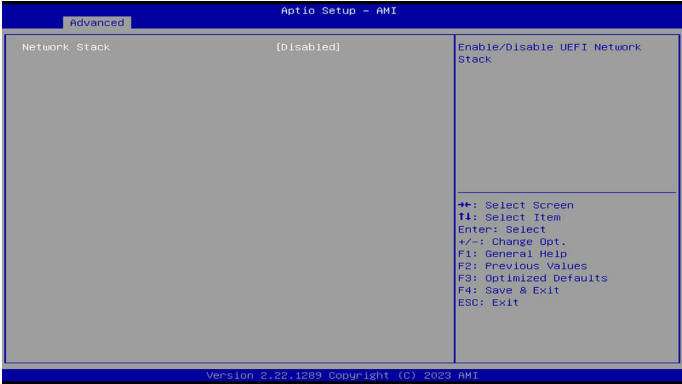 Aptio Setup - AMI
Advanced
Network Stack [Disabled]
Enable/Disable UEFI Network
Stack
→←: Select Screen
↑↓: Select Item
Enter: Select
+/-: Change Opt.
F1: General Help
F2: Previous Values
F3: Optimized Defaults
F4: Save & Exit
ESC: Exit
Version 2.22.1289 Copyright (C) 2023 AMI